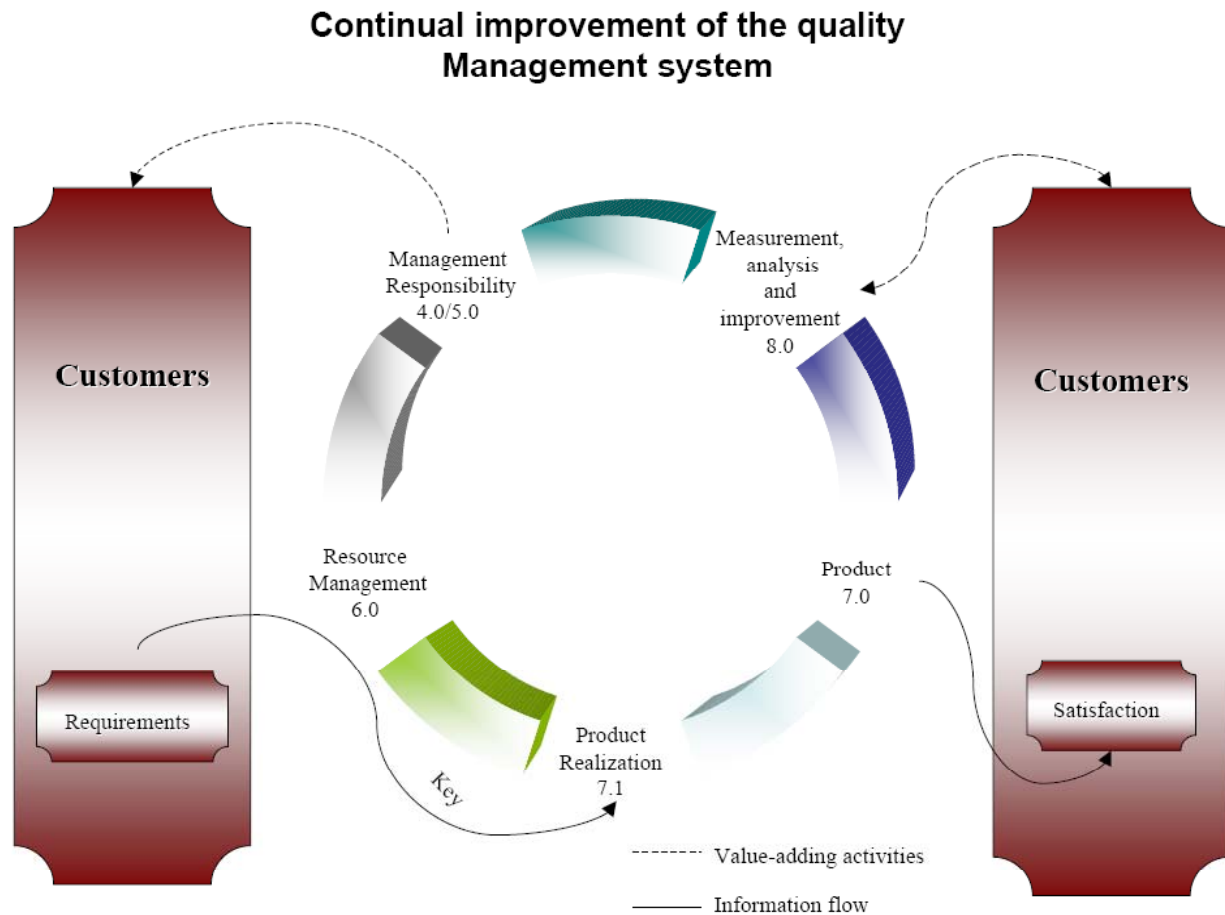 Continual improvement of the quality
Management system
Management
Responsibility
4.0/5.0
Measurement,
analysis
and
improvement
8.0
Customers
Customers
Resource
Management
6.0
Product
7.0
Requirements
Satisfaction
Product
Realization
7.1
Key
Value-adding activities
Information flow